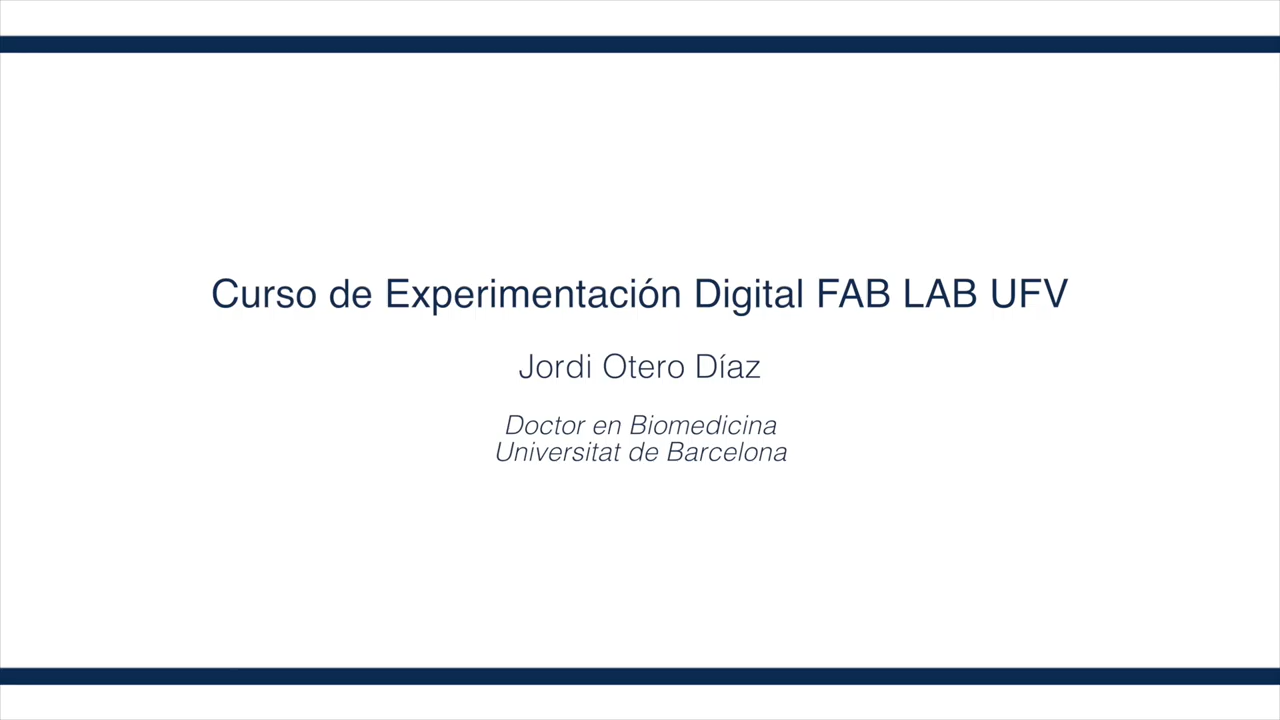 Curso de Experimentación Digital FAB LAB UFV
Jordi Otero Díaz
Doctor en Biomedicina
Universitat de Barcelona